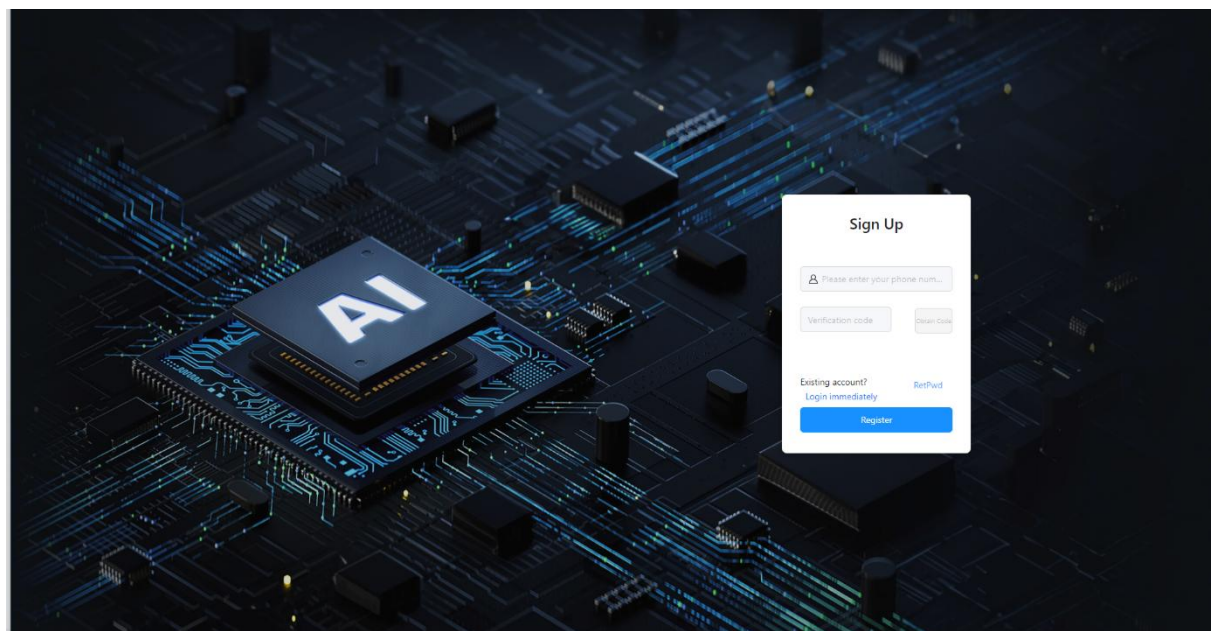 AI
Sign Up
Please enter your phone num...
Verification code
Obtain Code
Existing account?
RetPwd
Login immediately
Register